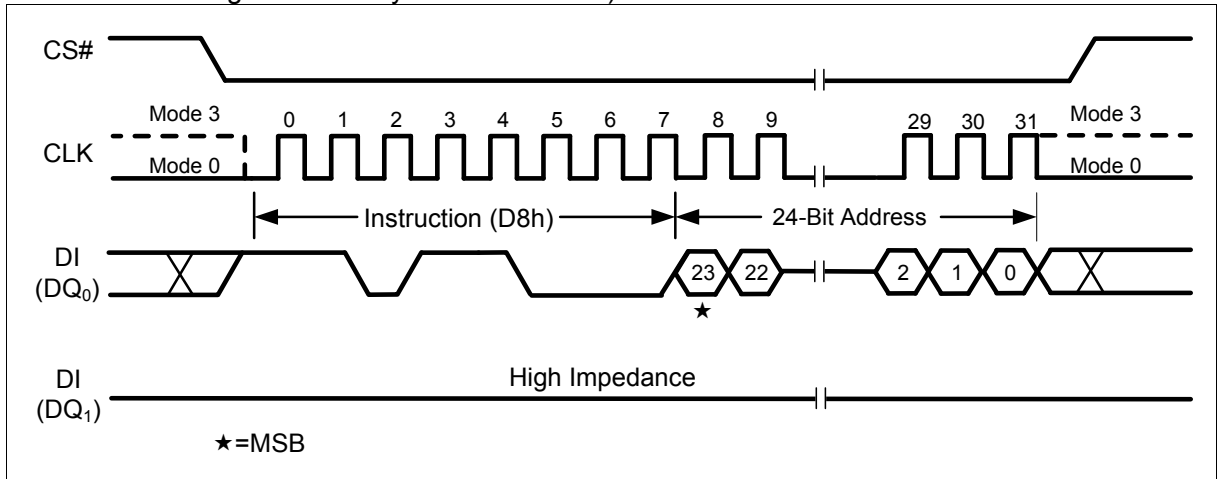 CS#
Mode 3 0 1 2 3 4 5 6 7 8 9 29 30 31 Mode 3
CLK
Mode 0 Mode 0
Instruction (D8h) 24-Bit Address
DI
(DQ₀)
23 22 2 1 0
★
DI
(DQ₁)
High Impedance
★=MSB